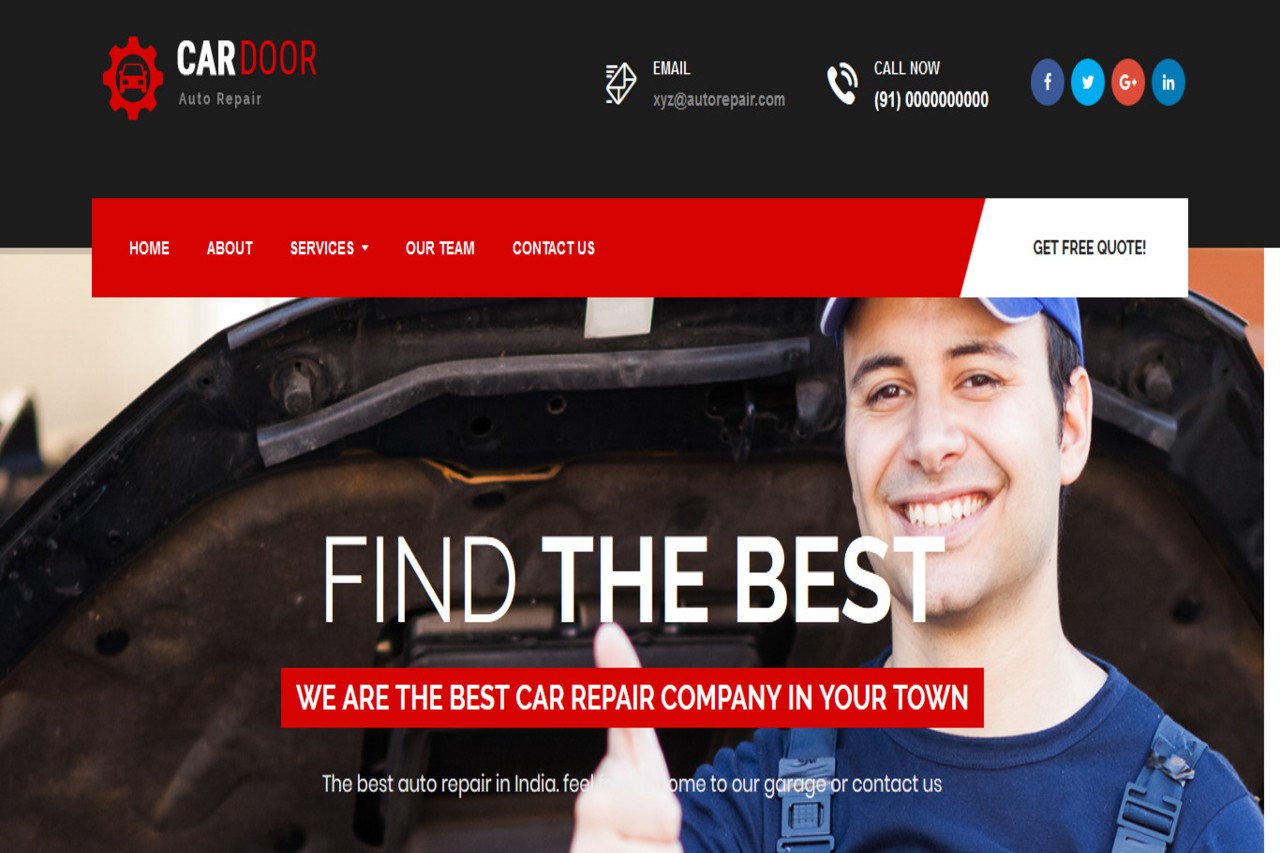 CAR DOOR
Auto Repair
EMAIL
xyz@autorepair.com
CALL NOW
(91) 0000000000
f
G+
in
HOME ABOUT SERVICES OUR TEAM CONTACT US
GET FREE QUOTE!
FIND THE BEST
WE ARE THE BEST CAR REPAIR COMPANY IN YOUR TOWN
The best auto repair in India. feel to our garage or contact us